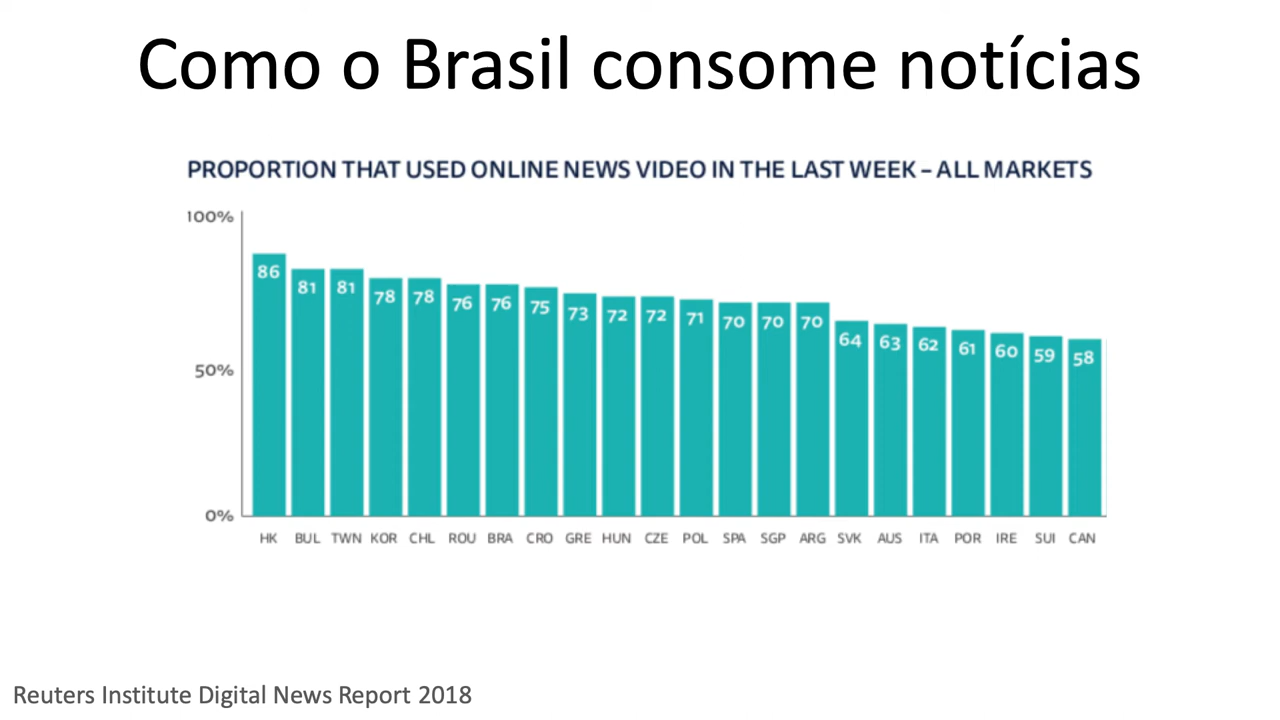 Como o Brasil consome notícias
PROPORTION THAT USED ONLINE NEWS VIDEO IN THE LAST WEEK – ALL MARKETS
100%
86 81 81 78 78 76 76 75 73 72 72 71 70 70 70 64 63 62 61 60 59 58
50%
0%
HK BUL TWN KOR CHL ROU BRA CRO GRE HUN CZE POL SPA SGP ARG SVK AUS ITA POR IRE SUI CAN
Reuters Institute Digital News Report 2018